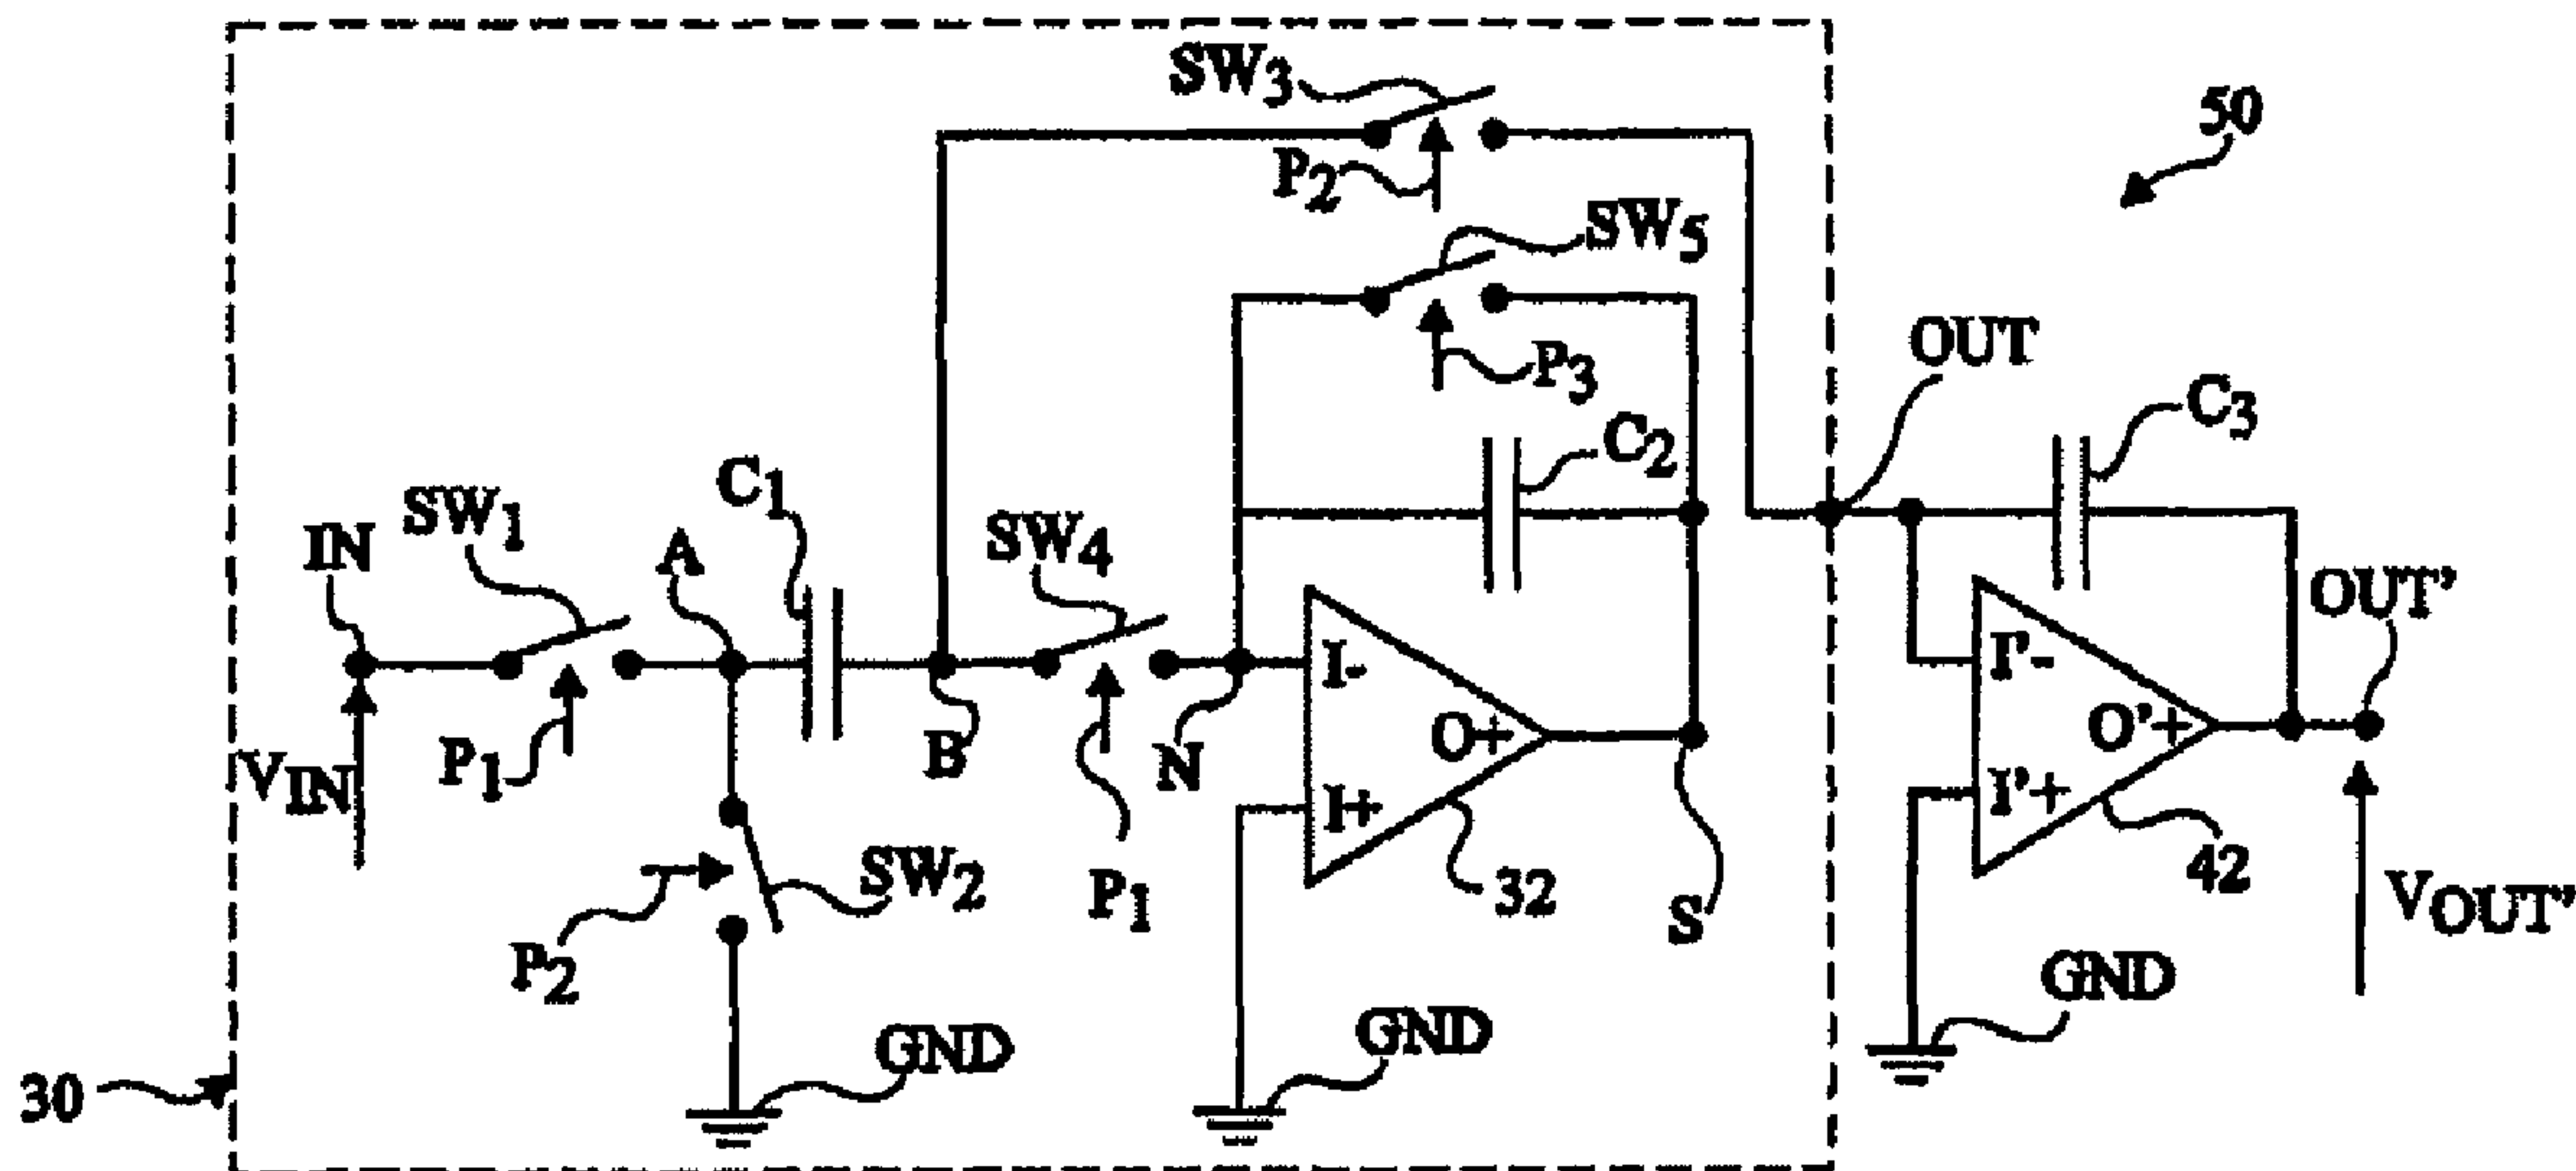 SW3
50
P2
SW5
P3
OUT
C3
C2
C1
SW1
IN
A
SW4
OUT'
I-
I'-
VIN
P1
B
N
O+
O'+
I+
I'+
SW2
P1
32
S
42
VOUT'
P2
GND
GND
GND
30